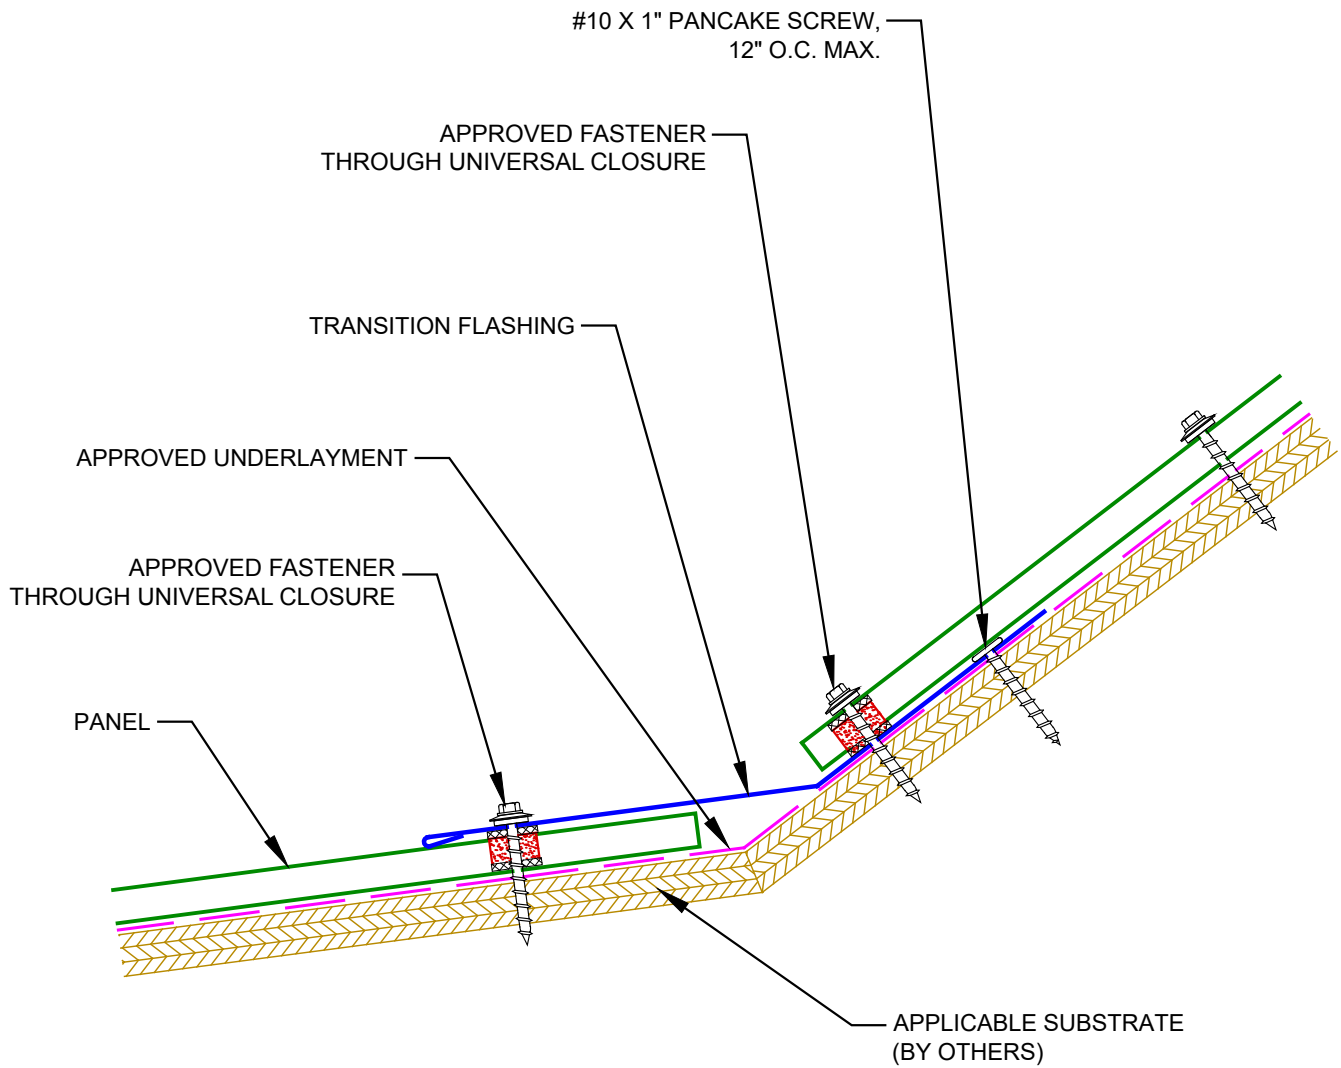 #10 X 1" PANCAKE SCREW,
12" O.C. MAX.
APPROVED FASTENER
THROUGH UNIVERSAL CLOSURE
TRANSITION FLASHING
APPROVED UNDERLAYMENT
APPROVED FASTENER
THROUGH UNIVERSAL CLOSURE
PANEL
APPLICABLE SUBSTRATE
(BY OTHERS)